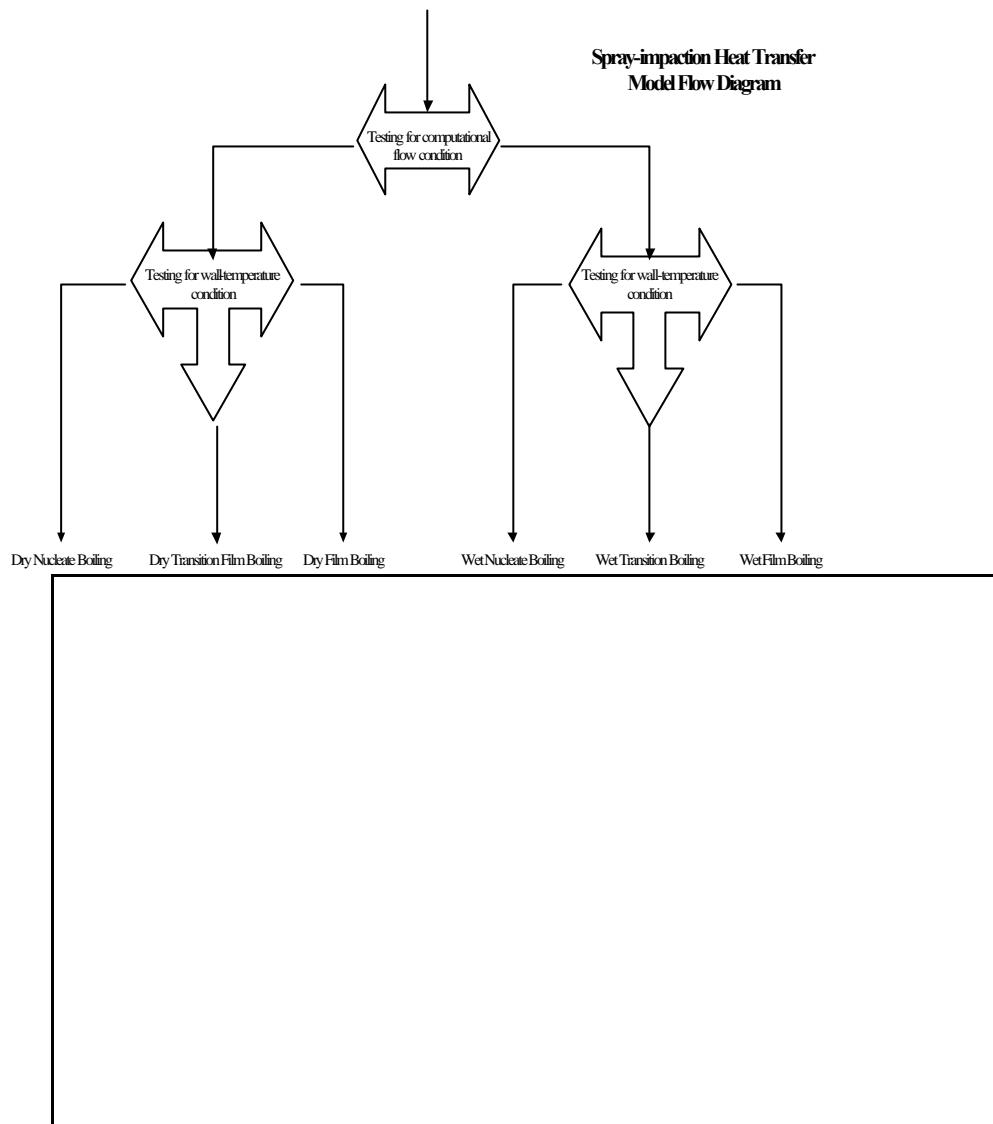 Spray-impaction Heat Transfer
Model Flow Diagram
Testing for computational
flow condition
Testing for wall-temperature
condition
Testing for wall-temperature
condition
Dry Nucleate Boiling
Dry Transition Film Boiling
Dry Film Boiling
Wet Nucleate Boiling
Wet Transition Boiling
Wet Film Boiling